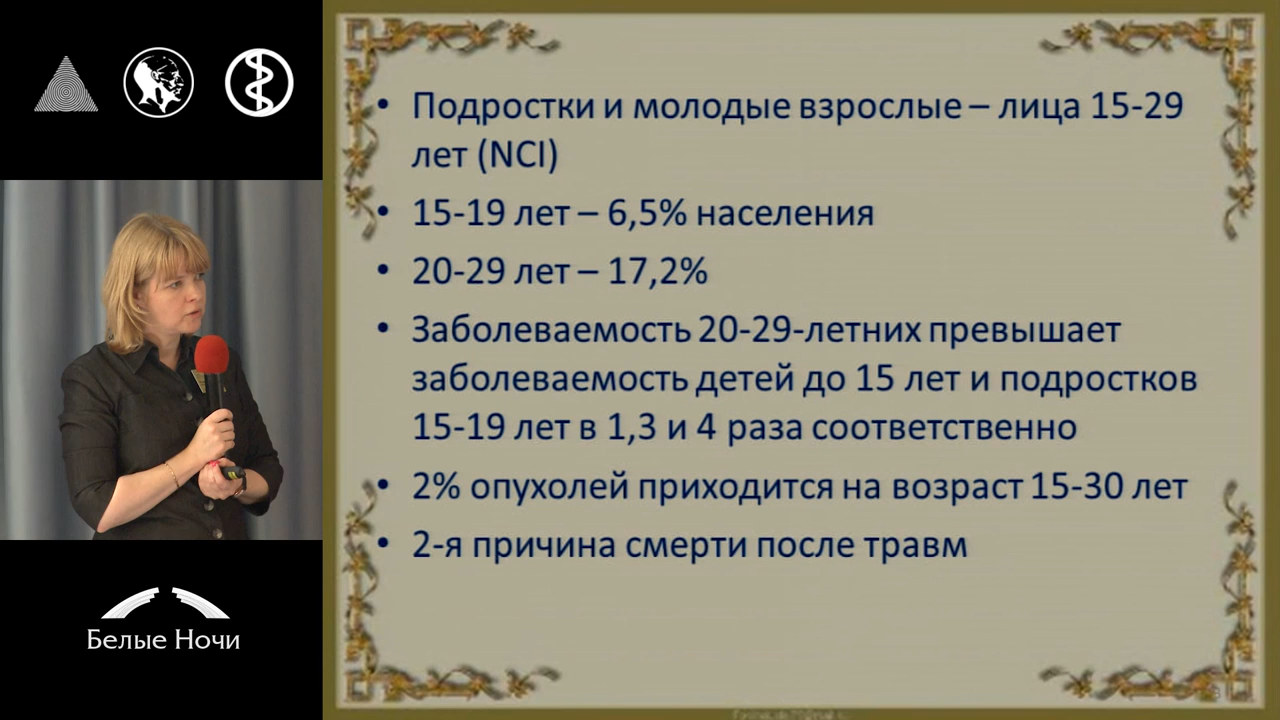 • Подростки и молодые взрослые – лица 15-29
лет (NCI)
• 15-19 лет – 6,5% населения
• 20-29 лет – 17,2%
• Заболеваемость 20-29-летних превышает
заболеваемость детей до 15 лет и подростков
15-19 лет в 1,3 и 4 раза соответственно
• 2% опухолей приходится на возраст 15-30 лет
• 2-я причина смерти после травм
Белые Ночи